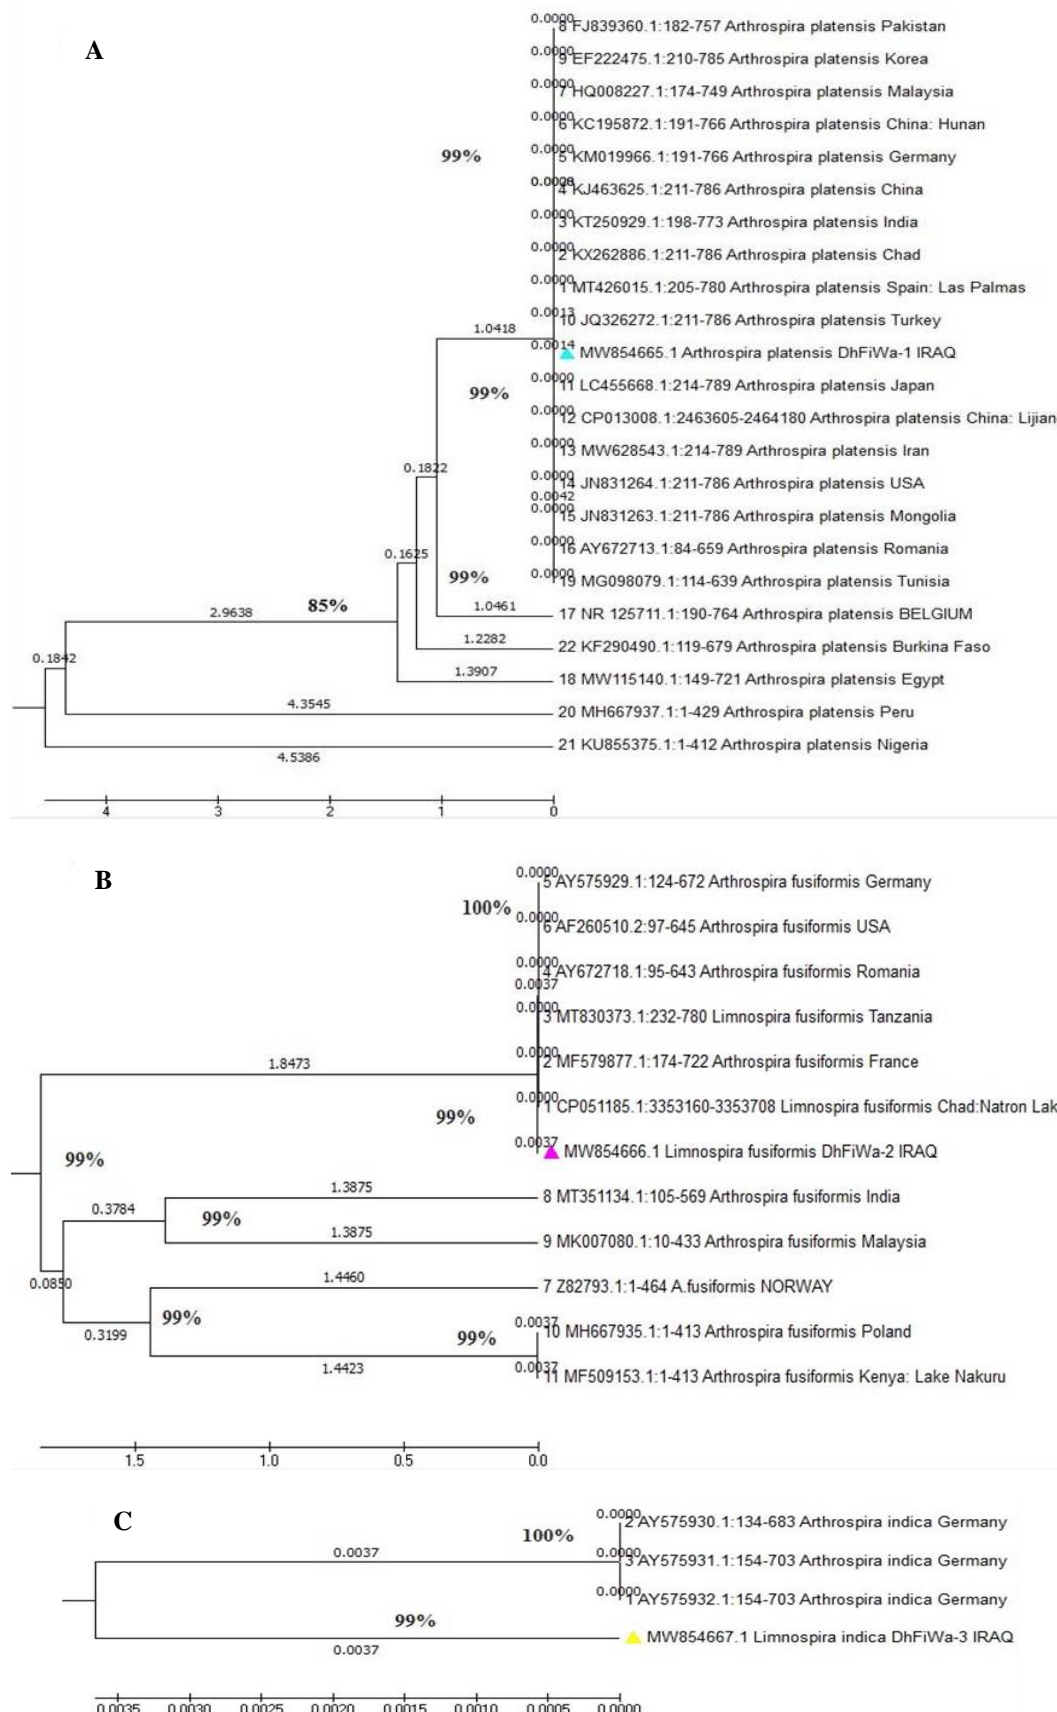 A
0.0000
8 FJ839360.1:182-757 Arthrospira platensis Pakistan
0.0000
9 EF222475.1:210-785 Arthrospira platensis Korea
0.0000
7 HQ008227.1:174-749 Arthrospira platensis Malaysia
0.0000
6 KC195872.1:191-766 Arthrospira platensis China: Hunan
99%
0.0000
5 KM019966.1:191-766 Arthrospira platensis Germany
4 KJ463625.1:211-786 Arthrospira platensis China
0.0000
3 KT250929.1:198-773 Arthrospira platensis India
0.0000
2 KX262886.1:211-786 Arthrospira platensis Chad
0.0000
1 MT426015.1:205-780 Arthrospira platensis Spain: Las Palmas
0.0013
10 JQ326272.1:211-786 Arthrospira platensis Turkey
1.0418
0.0014
MW854665.1 Arthrospira platensis DhFiWa-1 IRAQ
0.0000
11 LC455668.1:214-789 Arthrospira platensis Japan
99%
0.0000
12 CP013008.1:2463605-2464180 Arthrospira platensis China: Lijian
0.0000
13 MW628543.1:214-789 Arthrospira platensis Iran
0.1822
0.0000
14 JN831264.1:211-786 Arthrospira platensis USA
0.0042
0.0000
15 JN831263.1:211-786 Arthrospira platensis Mongolia
0.0000
16 AY672713.1:84-659 Arthrospira platensis Romania
0.1625
99%
0.0000
19 MG098079.1:114-639 Arthrospira platensis Tunisia
2.9638
85%
1.0461
17 NR 125711.1:190-764 Arthrospira platensis BELGIUM
1.2282
22 KF290490.1:119-679 Arthrospira platensis Burkina Faso
0.1842
1.3907
18 MW115140.1:149-721 Arthrospira platensis Egypt
4.3545
20 MH667937.1:1-429 Arthrospira platensis Peru
21 KU855375.1:1-412 Arthrospira platensis Nigeria
4.5386
4 3 2 1 0
B
0.0000
5 AY575929.1:124-672 Arthrospira fusiformis Germany
100%
0.0000
6 AF260510.2:97-645 Arthrospira fusiformis USA
0.0000
4 AY672718.1:95-643 Arthrospira fusiformis Romania
0.0037
0.0000
3 MT830373.1:232-780 Limnospira fusiformis Tanzania
0.0000
2 MF579877.1:174-722 Arthrospira fusiformis France
1.8473
0.0000
1 CP051185.1:3353160-3353708 Limnospira fusiformis Chad:Natron Lak
99%
0.0037
MW854666.1 Limnospira fusiformis DhFiWa-2 IRAQ
99%
1.3875
8 MT351134.1:105-569 Arthrospira fusiformis India
0.3784
99%
1.3875
9 MK007080.1:10-433 Arthrospira fusiformis Malaysia
0.0850
1.4460
7 Z82793.1:1-464 A.fusiformis NORWAY
99%
0.3199
99%
0.0037
10 MH667935.1:1-413 Arthrospira fusiformis Poland
1.4423
0.0037
11 MF509153.1:1-413 Arthrospira fusiformis Kenya: Lake Nakuru
1.5 1.0 0.5 0.0
C
0.0000
2 AY575930.1:134-683 Arthrospira indica Germany
100%
0.0037
0.0000
3 AY575931.1:154-703 Arthrospira indica Germany
0.0000
1 AY575932.1:154-703 Arthrospira indica Germany
99%
MW854667.1 Limnospira indica DhFiWa-3 IRAQ
0.0037
0.0035 0.0030 0.0025 0.0020 0.0015 0.0010 0.0005 0.0000